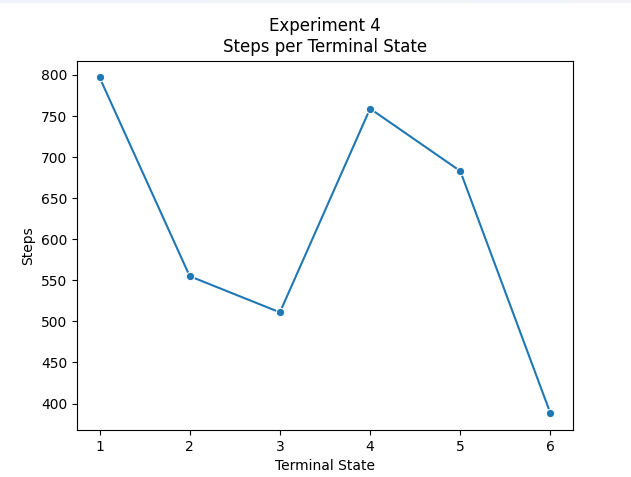 Experiment 4
Steps per Terminal State
800
750
700
650
600
550
500
450
400
Steps
1 2 3 4 5 6
Terminal State